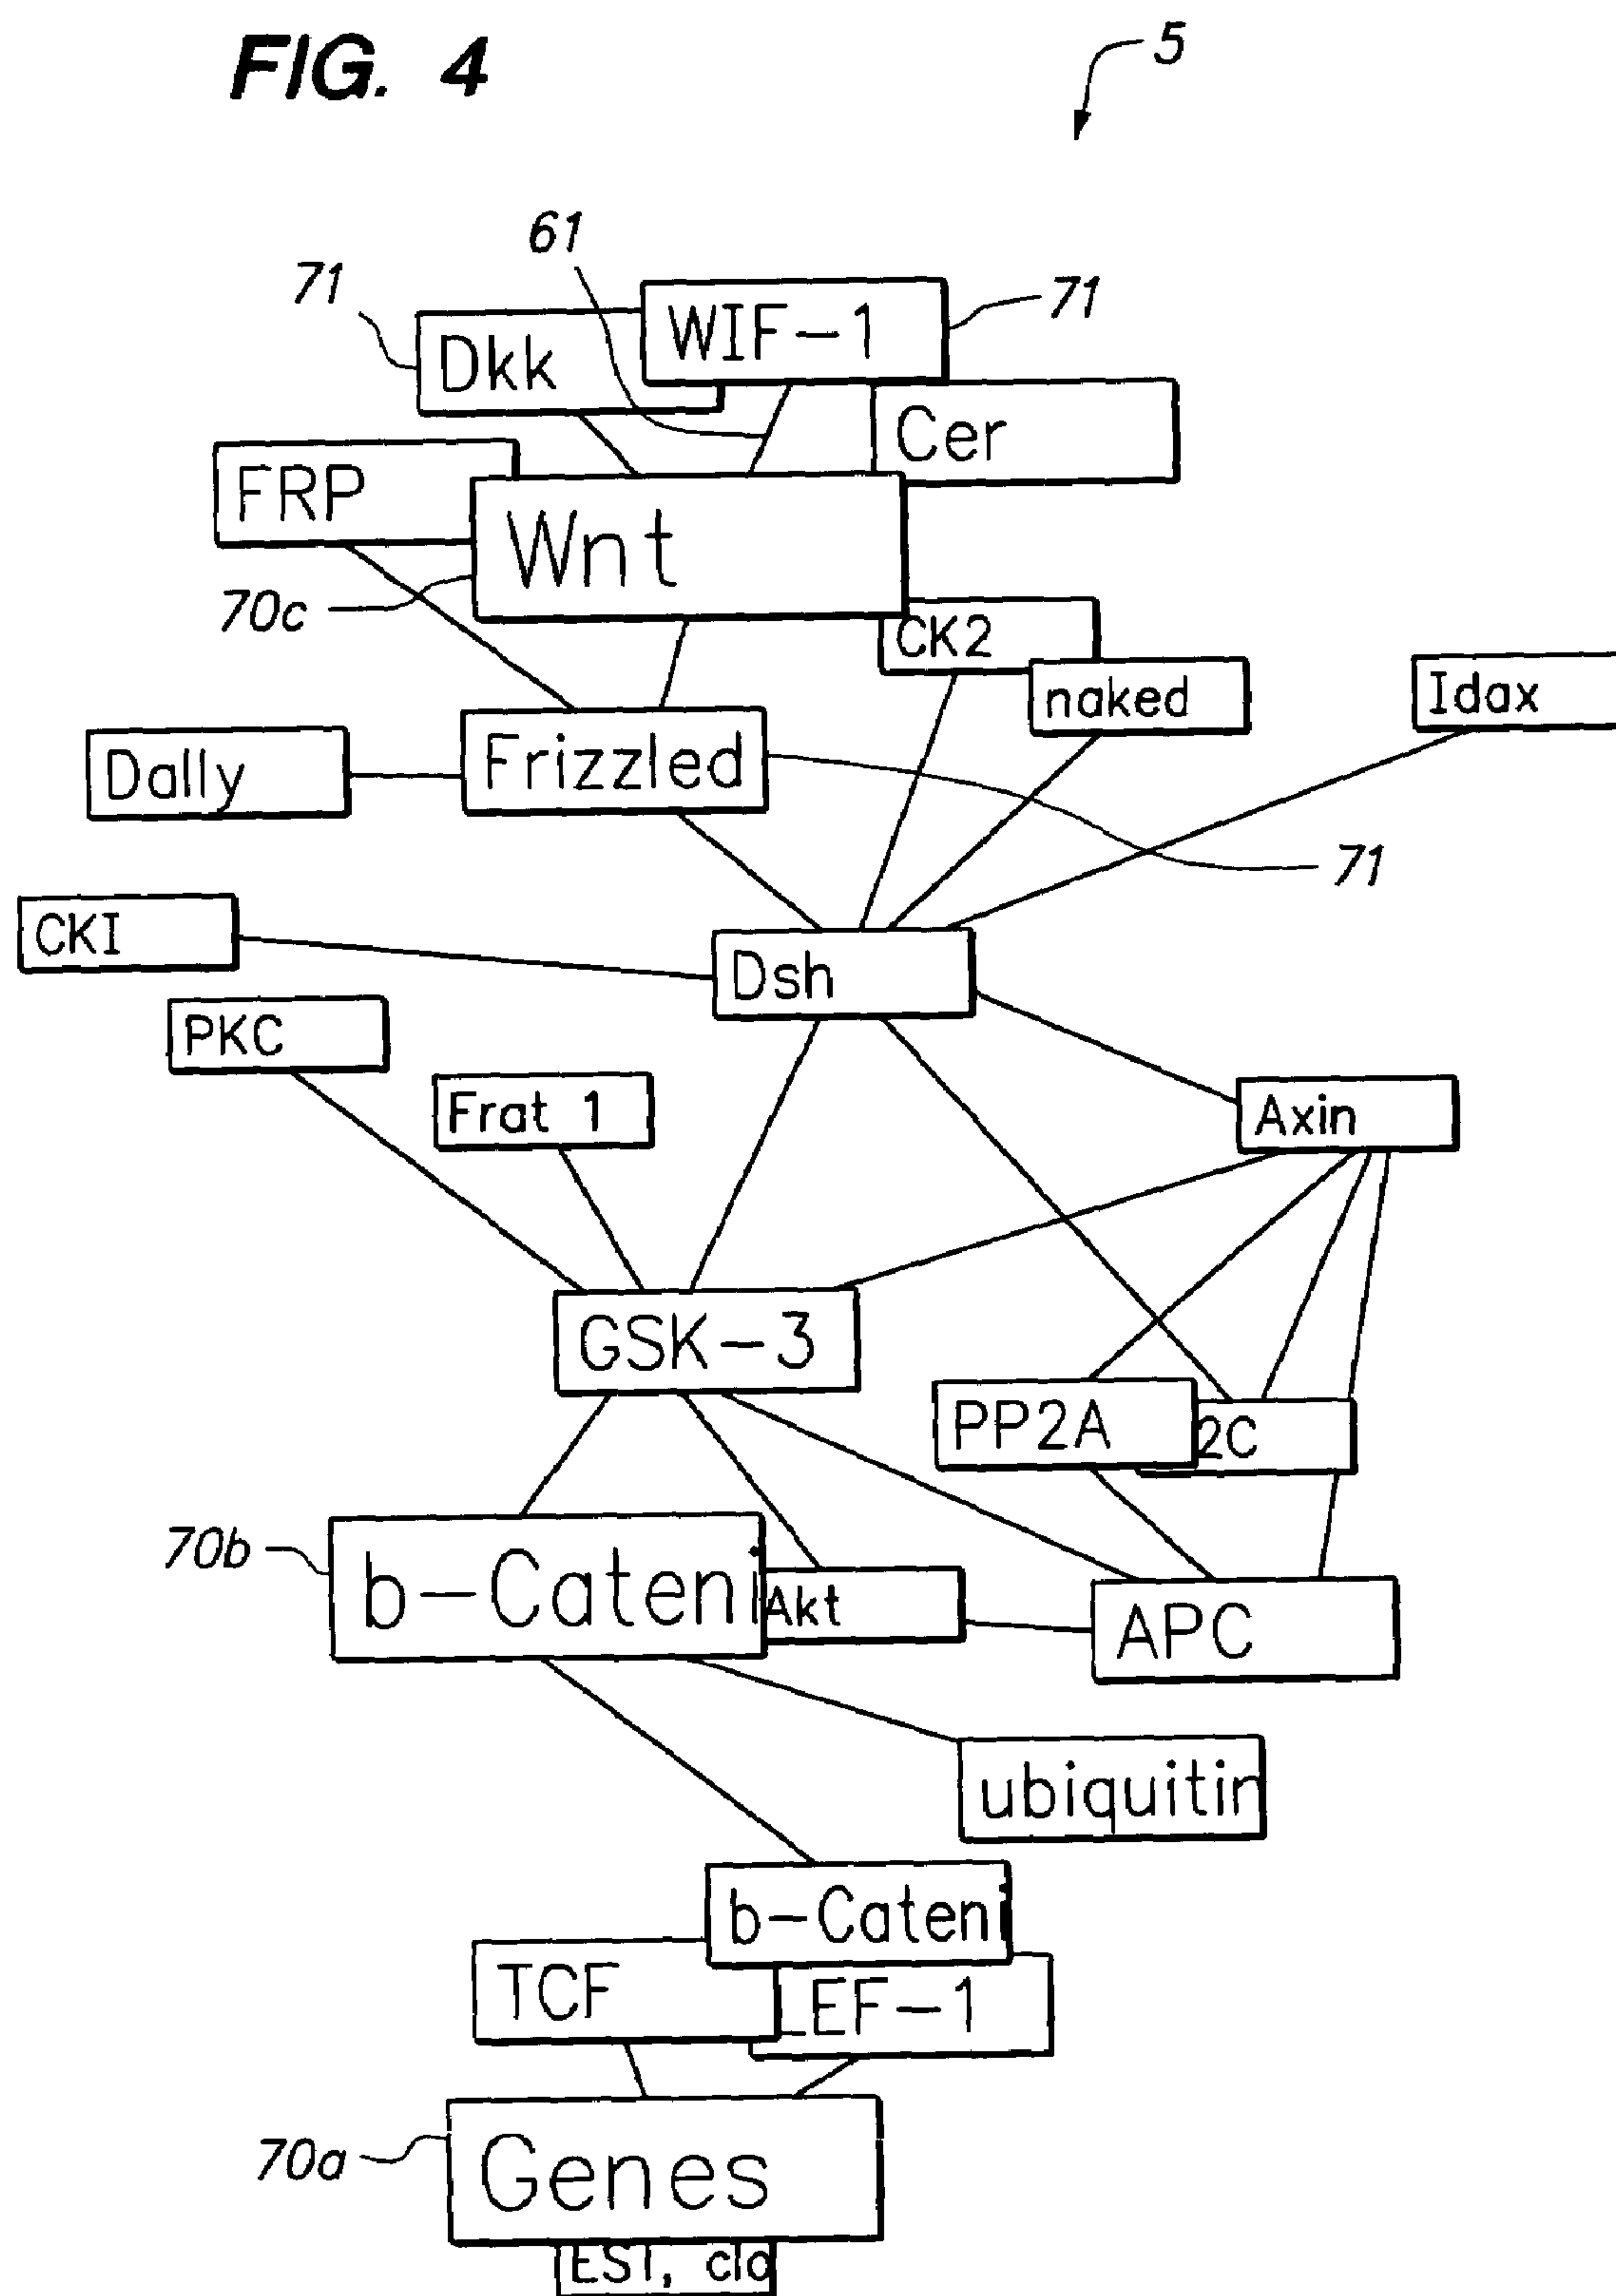 FIG. 4
5
61
71
71
WIF-1
Dkk
Cer
FRP
Wnt
70c
CK2
naked
Idax
Frizzled
Dally
71
CKI
Dsh
PKC
Frat 1
Axin
GSK-3
PP2A
2C
70b
b-Cateni
Akt
APC
ubiquitin
b-Cateni
TCF
LEF-1
70a
Genes